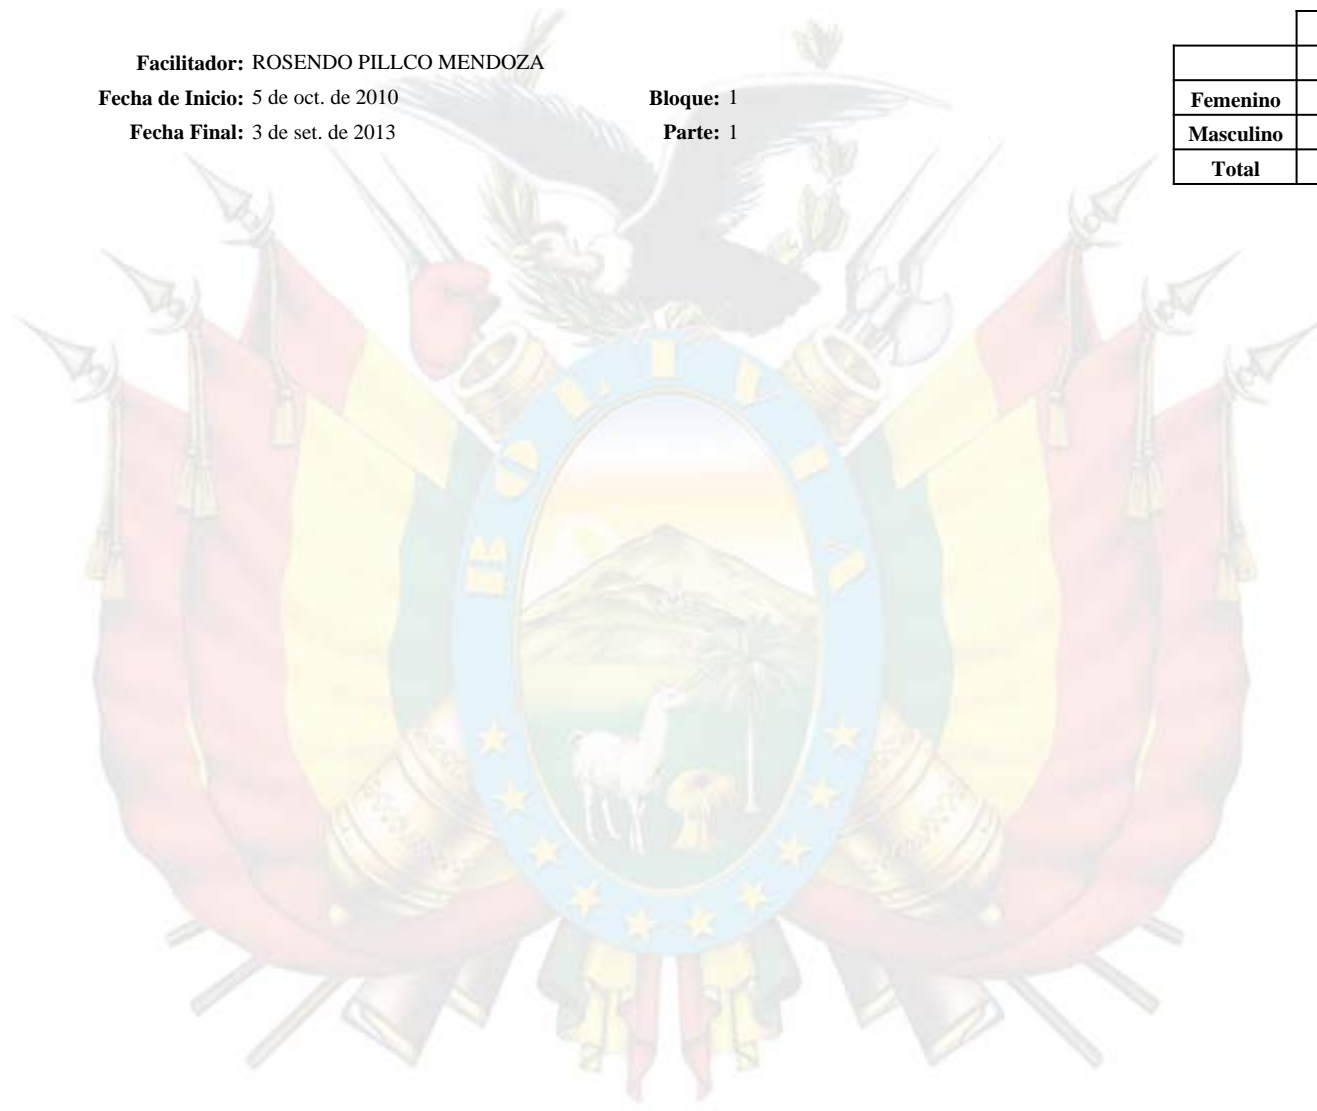 Facilitador: ROSENDO PILLCO MENDOZA
Fecha de Inicio: 5 de oct. de 2010 Bloque: 1
Fecha Final: 3 de set. de 2013 Parte: 1
Femenino
Masculino
Total
BOLIVIA